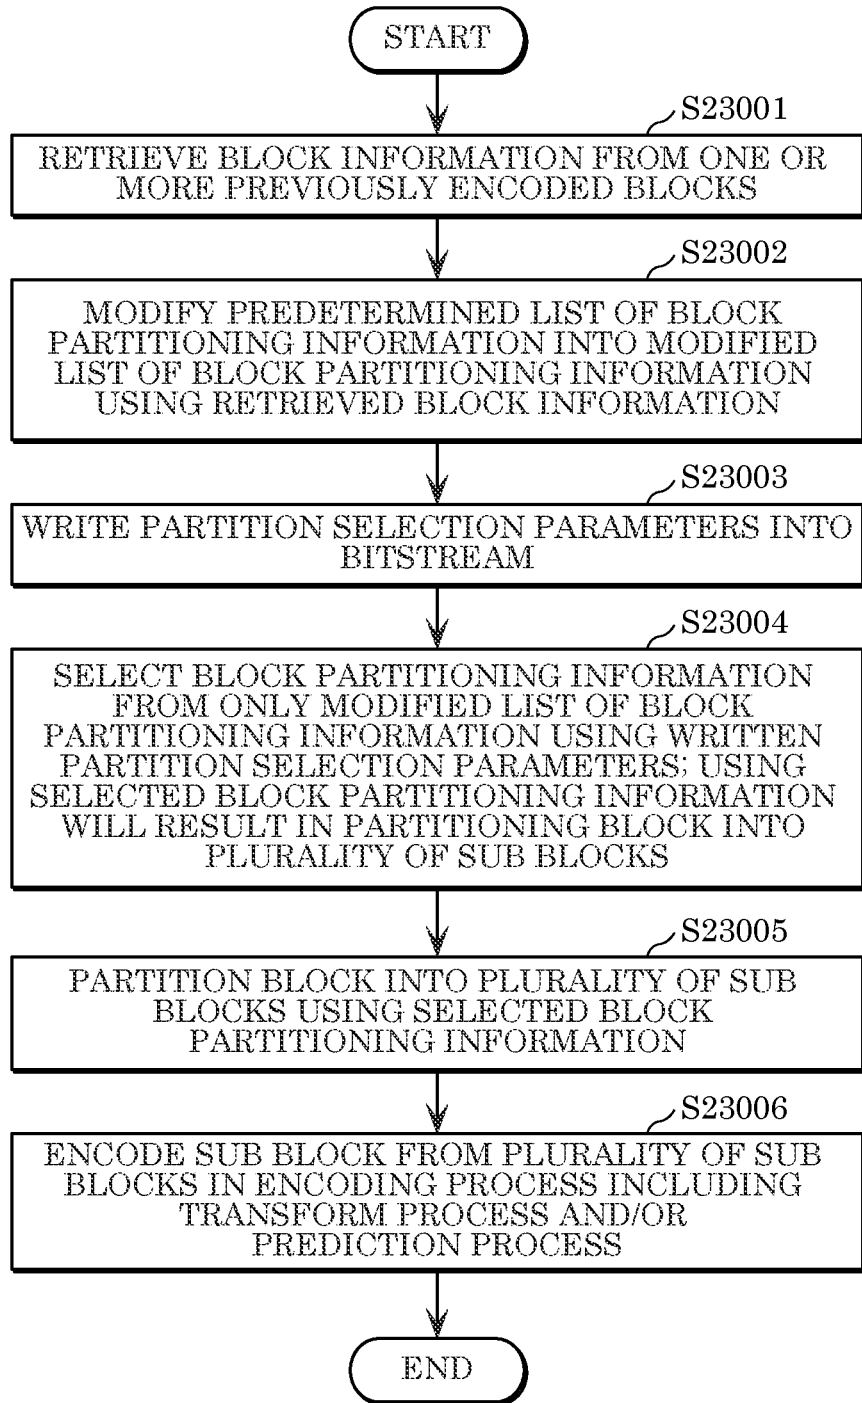 START
S23001
RETRIEVE BLOCK INFORMATION FROM ONE OR
MORE PREVIOUSLY ENCODED BLOCKS
S23002
MODIFY PREDETERMINED LIST OF BLOCK
PARTITIONING INFORMATION INTO MODIFIED
LIST OF BLOCK PARTITIONING INFORMATION
USING RETRIEVED BLOCK INFORMATION
S23003
WRITE PARTITION SELECTION PARAMETERS INTO
BITSTREAM
S23004
SELECT BLOCK PARTITIONING INFORMATION
FROM ONLY MODIFIED LIST OF BLOCK
PARTITIONING INFORMATION USING WRITTEN
PARTITION SELECTION PARAMETERS; USING
SELECTED BLOCK PARTITIONING INFORMATION
WILL RESULT IN PARTITIONING BLOCK INTO
PLURALITY OF SUB BLOCKS
S23005
PARTITION BLOCK INTO PLURALITY OF SUB
BLOCKS USING SELECTED BLOCK
PARTITIONING INFORMATION
S23006
ENCODE SUB BLOCK FROM PLURALITY OF SUB
BLOCKS IN ENCODING PROCESS INCLUDING
TRANSFORM PROCESS AND/OR
PREDICTION PROCESS
END